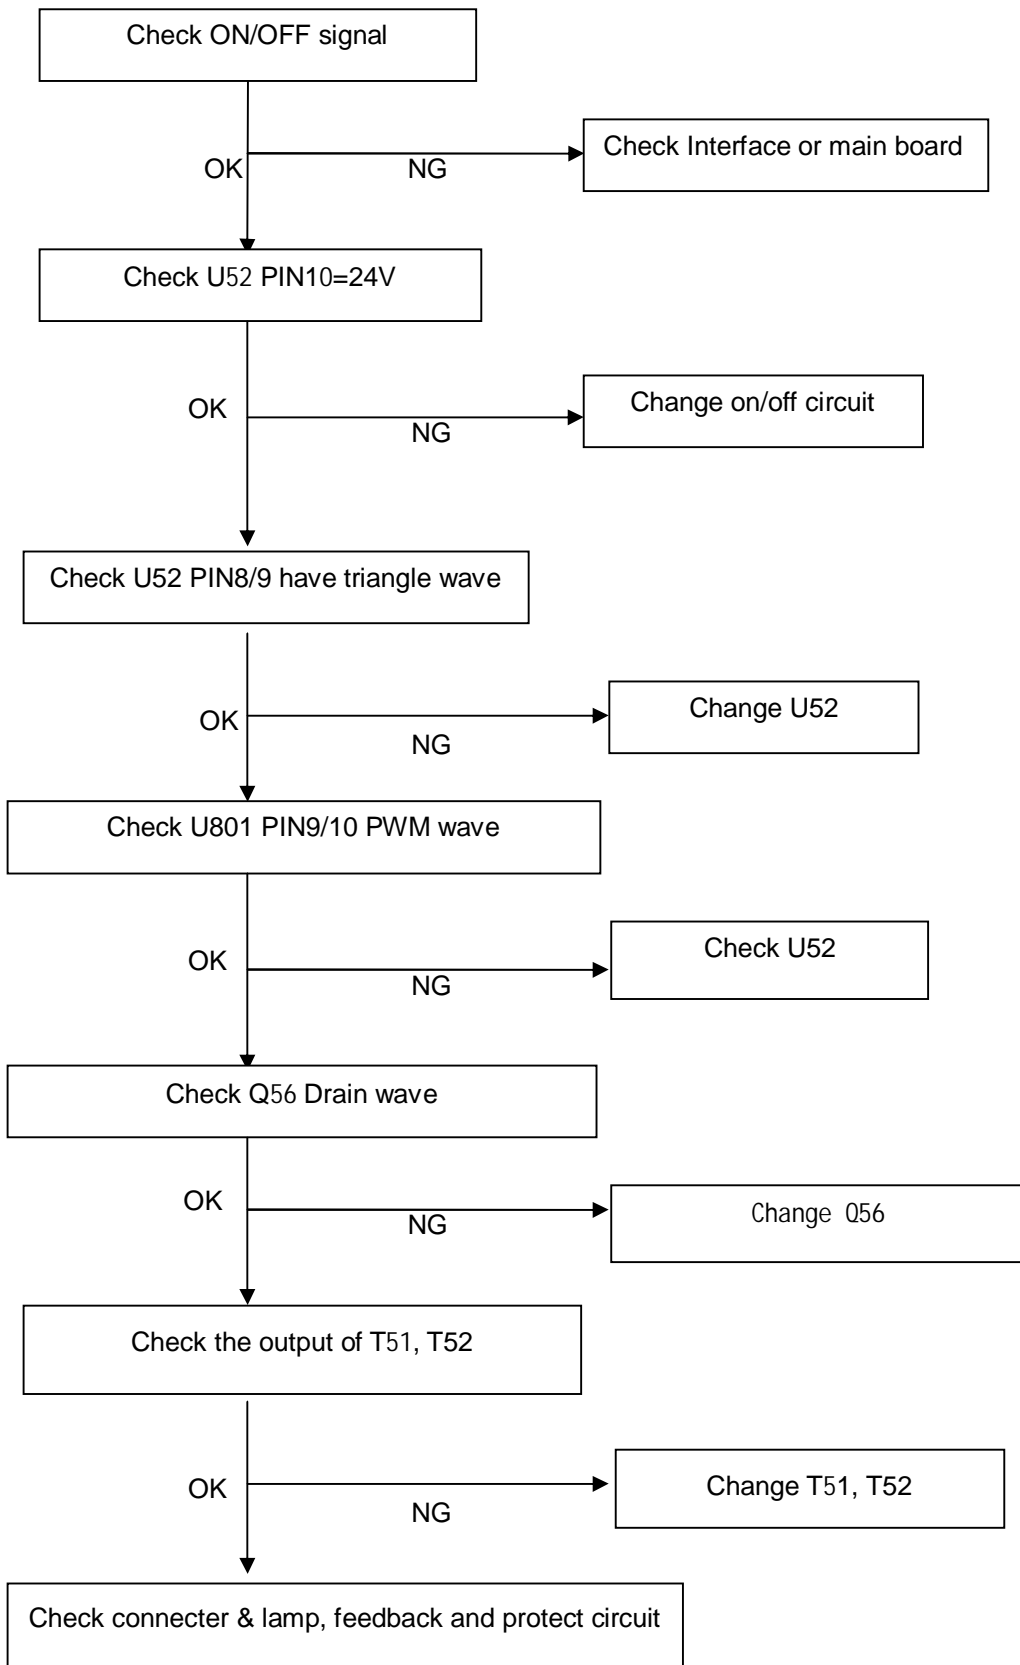 Check ON/OFF signal
Check Interface or main board
OK
NG
Check U52 PIN10=24V
Change on/off circuit
OK
NG
Check U52 PIN8/9 have triangle wave
Change U52
OK
NG
Check U801 PIN9/10 PWM wave
Check U52
OK
NG
Check Q56 Drain wave
OK
Change Q56
NG
Check the output of T51, T52
OK
Change T51, T52
NG
Check connecter & lamp, feedback and protect circuit